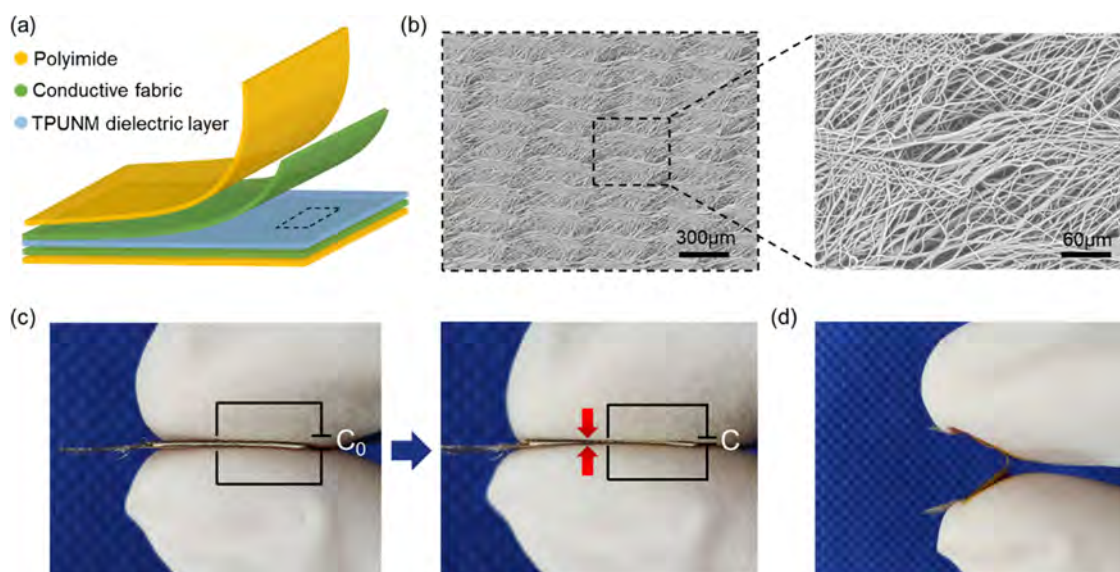 (a)
Polyimide
Conductive fabric
TPUNM dielectric layer
(b)
300μm
60μm
(c)
C0
C
(d)